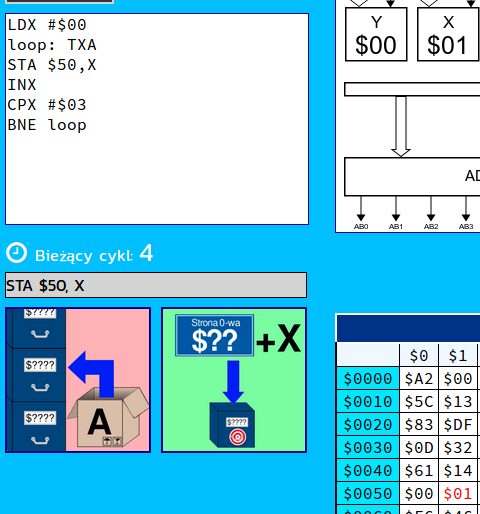 LDX #$00
loop: TXA
STA $50,X
INX
CPX #$03
BNE loop
Bieżący cykl: 4
STA $50, X
$????
$????
$????
A
Strona 0-wa
$??
+X
$????
Y
$00
X
$01
AB0
AB1
AB2
AB3
$0 $1
$0000 $A2 $00
$0010 $5C $13
$0020 $83 $DF
$0030 $0D $32
$0040 $61 $14
$0050 $00 $01